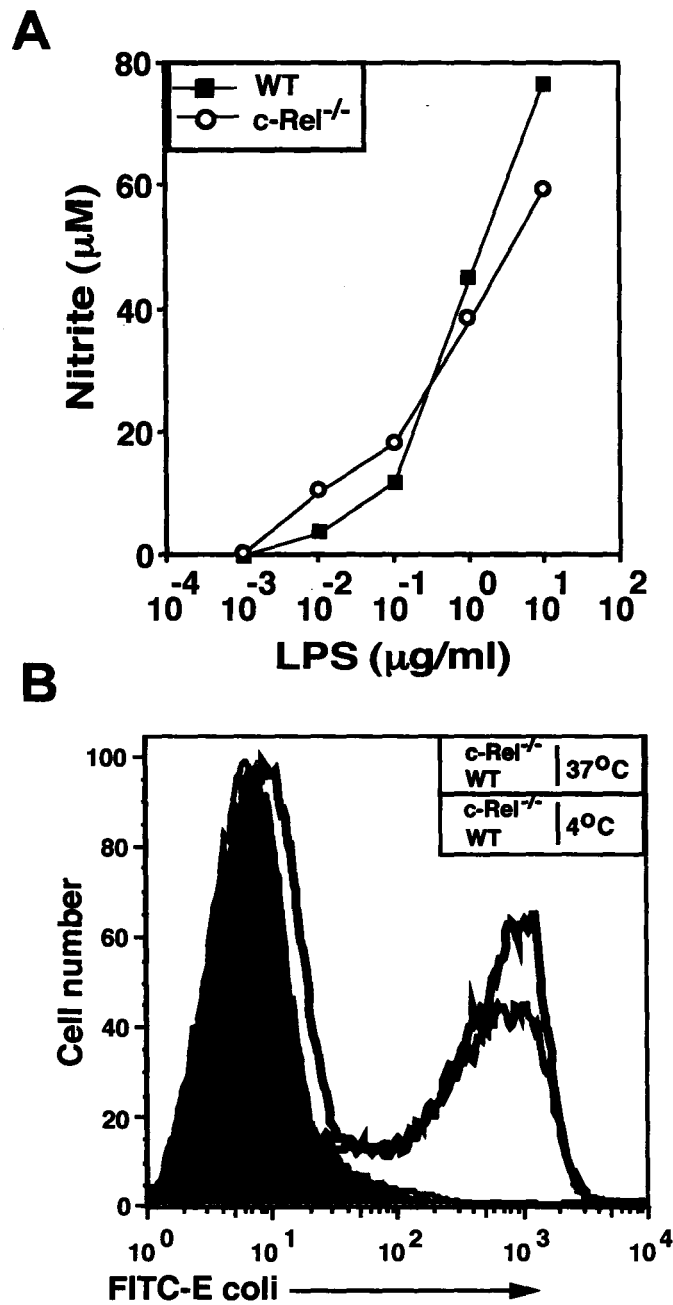 A
80
60
40
20
0
Nitrite (μM)
WT
c-Rel-/-
10-4 10-3 10-2 10-1 100 101 102
LPS (μg/ml)
B
100
80
60
40
20
0
Cell number
c-Rel-/-
WT
37oC
c-Rel-/-
WT
4oC
100 101 102 103 104
FITC-E coli